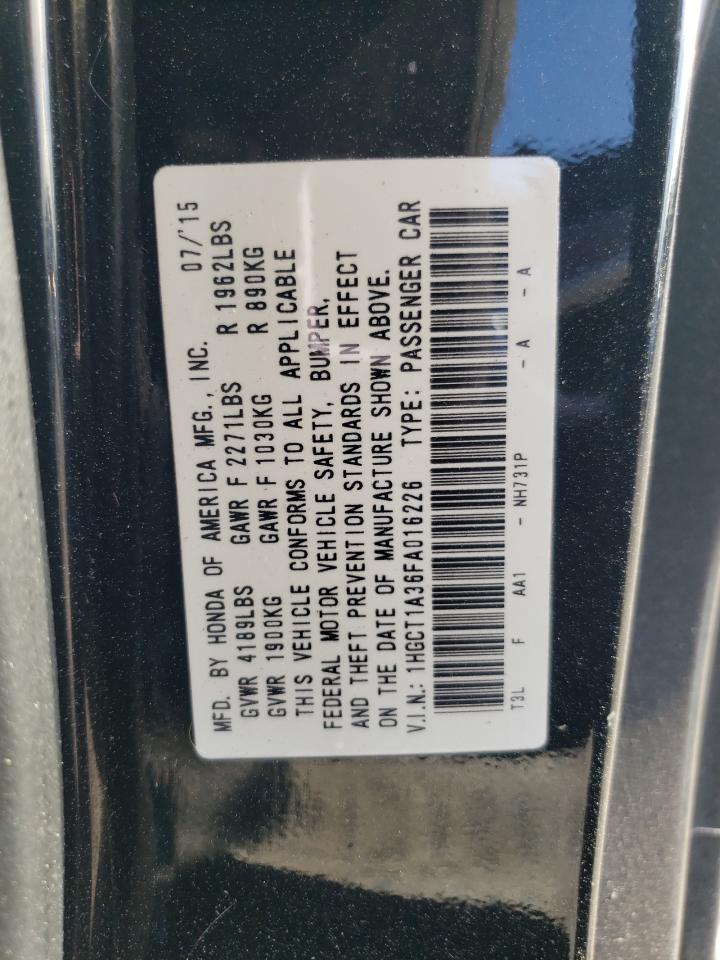 MFD. BY HONDA OF AMERICA MFG., INC. 07/'15
GVWR 4189LBS GAWR F 2271LBS R 1962LBS
GVWR 1900KG GAWR F 1030KG R 890KG
THIS VEHICLE CONFORMS TO ALL APPLICABLE
FEDERAL MOTOR VEHICLE SAFETY, BUMPER,
AND THEFT PREVENTION STANDARDS IN EFFECT
ON THE DATE OF MANUFACTURE SHOWN ABOVE.
V.I.N.: 1HGCT1A36FA016226 TYPE: PASSENGER CAR
T3L F AA1 - NH731P - A - A